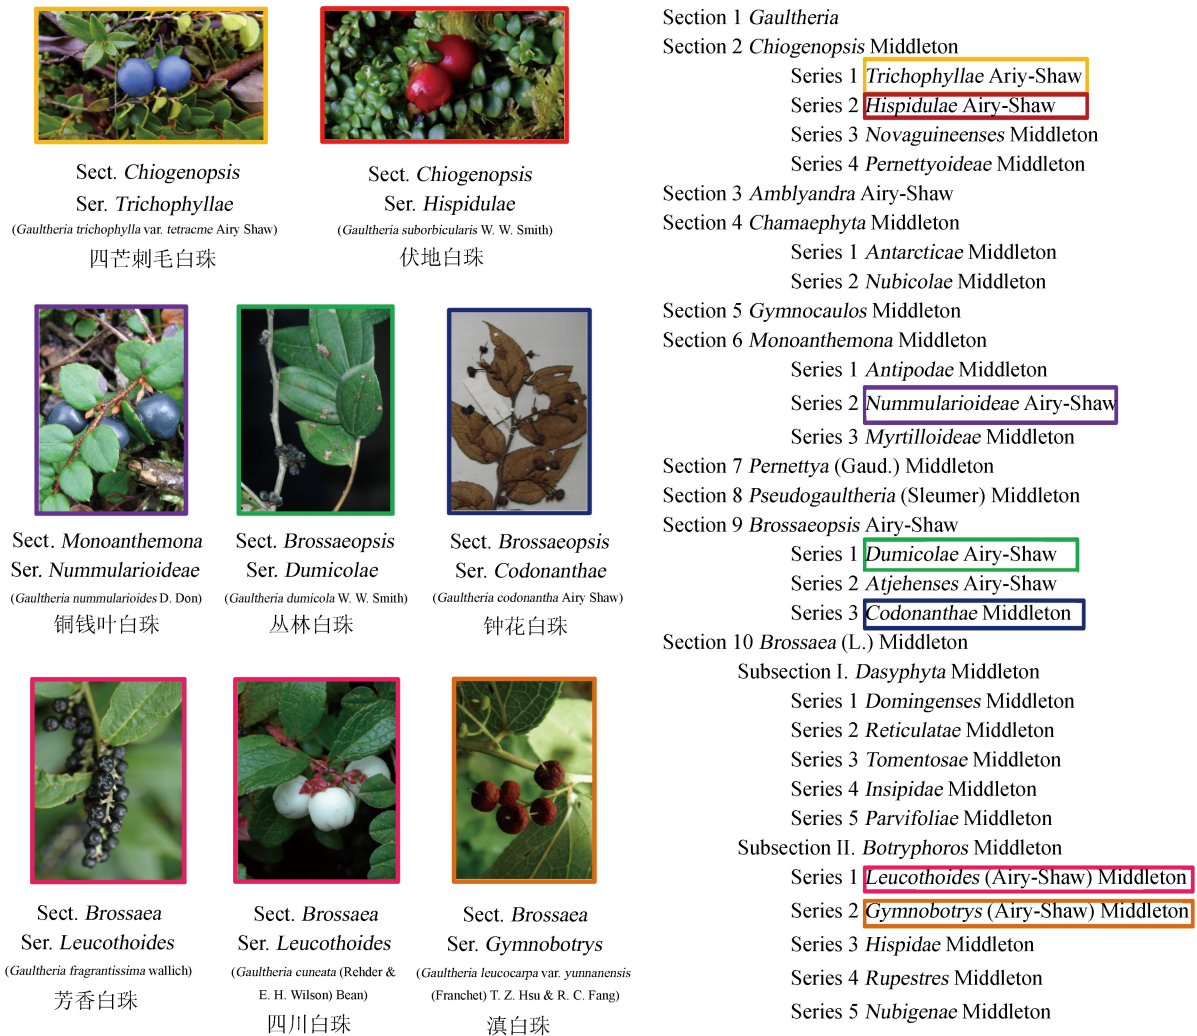 Sect. Chiogenopsis
Ser. Trichophyllae
(Gaultheria trichophylla var. tetracme Airy Shaw)
四芒刺毛白珠
Sect. Chiogenopsis
Ser. Hispidulae
(Gaultheria suborbicularis W. W. Smith)
伏地白珠
Sect. Monoanthemona
Ser. Nummularioideae
(Gaultheria nummularioides D. Don)
铜钱叶白珠
Sect. Brossaeopsis
Ser. Dumicolae
(Gaultheria dumicola W. W. Smith)
丛林白珠
Sect. Brossaeopsis
Ser. Codonanthae
(Gaultheria codonantha Airy Shaw)
钟花白珠
Sect. Brossaea
Ser. Leucothoides
(Gaultheria fragrantissima wallich)
芳香白珠
Sect. Brossaea
Ser. Leucothoides
(Gaultheria cuneata (Rehder &
E. H. Wilson) Bean)
四川白珠
Sect. Brossaea
Ser. Gymnobotrys
(Gaultheria leucocarpa var. yunnanensis
(Franchet) T. Z. Hsu & R. C. Fang)
滇白珠
Section 1 Gaultheria
Section 2 Chiogenopsis Middleton
Series 1 Trichophyllae Ariy-Shaw
Series 2 Hispidulae Airy-Shaw
Series 3 Novaguineenses Middleton
Series 4 Pernettyoideae Middleton
Section 3 Amblyandra Airy-Shaw
Section 4 Chamaephyta Middleton
Series 1 Antarcticae Middleton
Series 2 Nubicolae Middleton
Section 5 Gymnocaulos Middleton
Section 6 Monoanthemona Middleton
Series 1 Antipodae Middleton
Series 2 Nummularioideae Airy-Shaw
Series 3 Myrtilloideae Middleton
Section 7 Pernettya (Gaud.) Middleton
Section 8 Pseudogaultheria (Sleumer) Middleton
Section 9 Brossaeopsis Airy-Shaw
Series 1 Dumicolae Airy-Shaw
Series 2 Atjehenses Airy-Shaw
Series 3 Codonanthae Middleton
Section 10 Brossaea (L.) Middleton
Subsection I. Dasyphyta Middleton
Series 1 Domingenses Middleton
Series 2 Reticulatae Middleton
Series 3 Tomentosae Middleton
Series 4 Insipidae Middleton
Series 5 Parvifoliae Middleton
Subsection II. Botryphoros Middleton
Series 1 Leucothoides (Airy-Shaw) Middleton
Series 2 Gymnobotrys (Airy-Shaw) Middleton
Series 3 Hispidae Middleton
Series 4 Rupestres Middleton
Series 5 Nubigenae Middleton